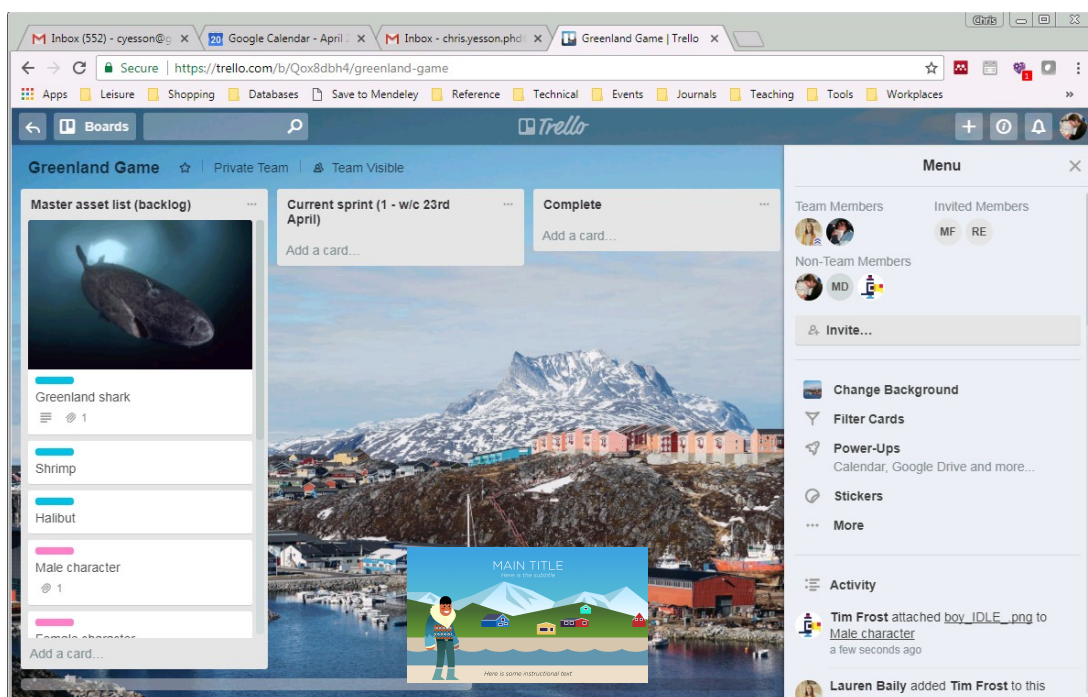 Chris
Inbox (552) - cyesson@g
Google Calendar - April 2
Inbox - chris.yesson.phd
Greenland Game | Trello
Secure | https://trello.com/b/Qox8dbh4/greenland-game
Apps Leisure Shopping Databases Save to Mendeley Reference Technical Events Journals Teaching Tools Workplaces »
Boards
Trello
Greenland Game Private Team Team Visible
Master asset list (backlog)
Greenland shark
1
Shrimp
Halibut
Male character
1
Female character
Add a card...
Current sprint (1 - w/c 23rd
April)
Add a card...
Complete
Add a card...
MAIN TITLE
Here is the subtitle
Here is some instructional text
Menu
Team Members
Invited Members
MF RE
Non-Team Members
MD
Invite...
Change Background
Filter Cards
Power-Ups
Calendar, Google Drive and more...
Stickers
More
Activity
Tim Frost attached boy_IDLE_.png to
Male character
a few seconds ago
Lauren Baily added Tim Frost to this